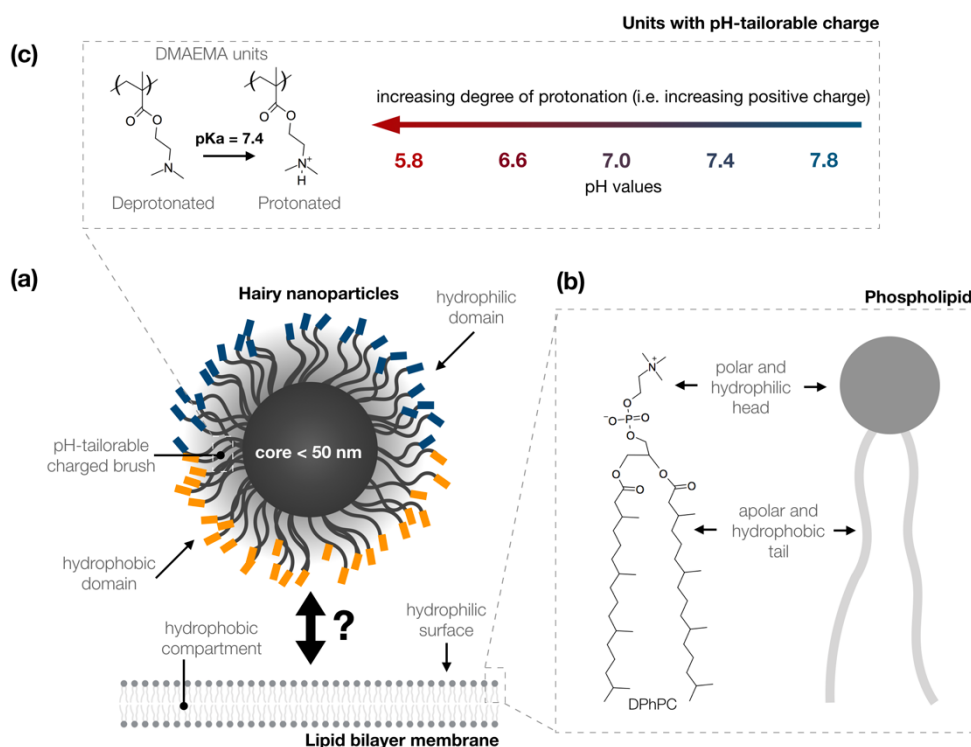 Units with pH-tailorable charge
(c)
DMAEMA units
O
O
N
pKa = 7.4
O
O
N+
H
Deprotonated
Protonated
increasing degree of protonation (i.e. increasing positive charge)
5.8 6.6 7.0 7.4 7.8
pH values
(a)
Hairy nanoparticles
hydrophilic
domain
pH-tailorable
charged brush
core < 50 nm
hydrophobic
domain
?
hydrophobic
compartment
hydrophilic
surface
Lipid bilayer membrane
(b)
Phospholipid
N+
O
-O-P=O
O
O
O
O
O
polar and
hydrophilic
head
apolar and
hydrophobic
tail
DPhPC